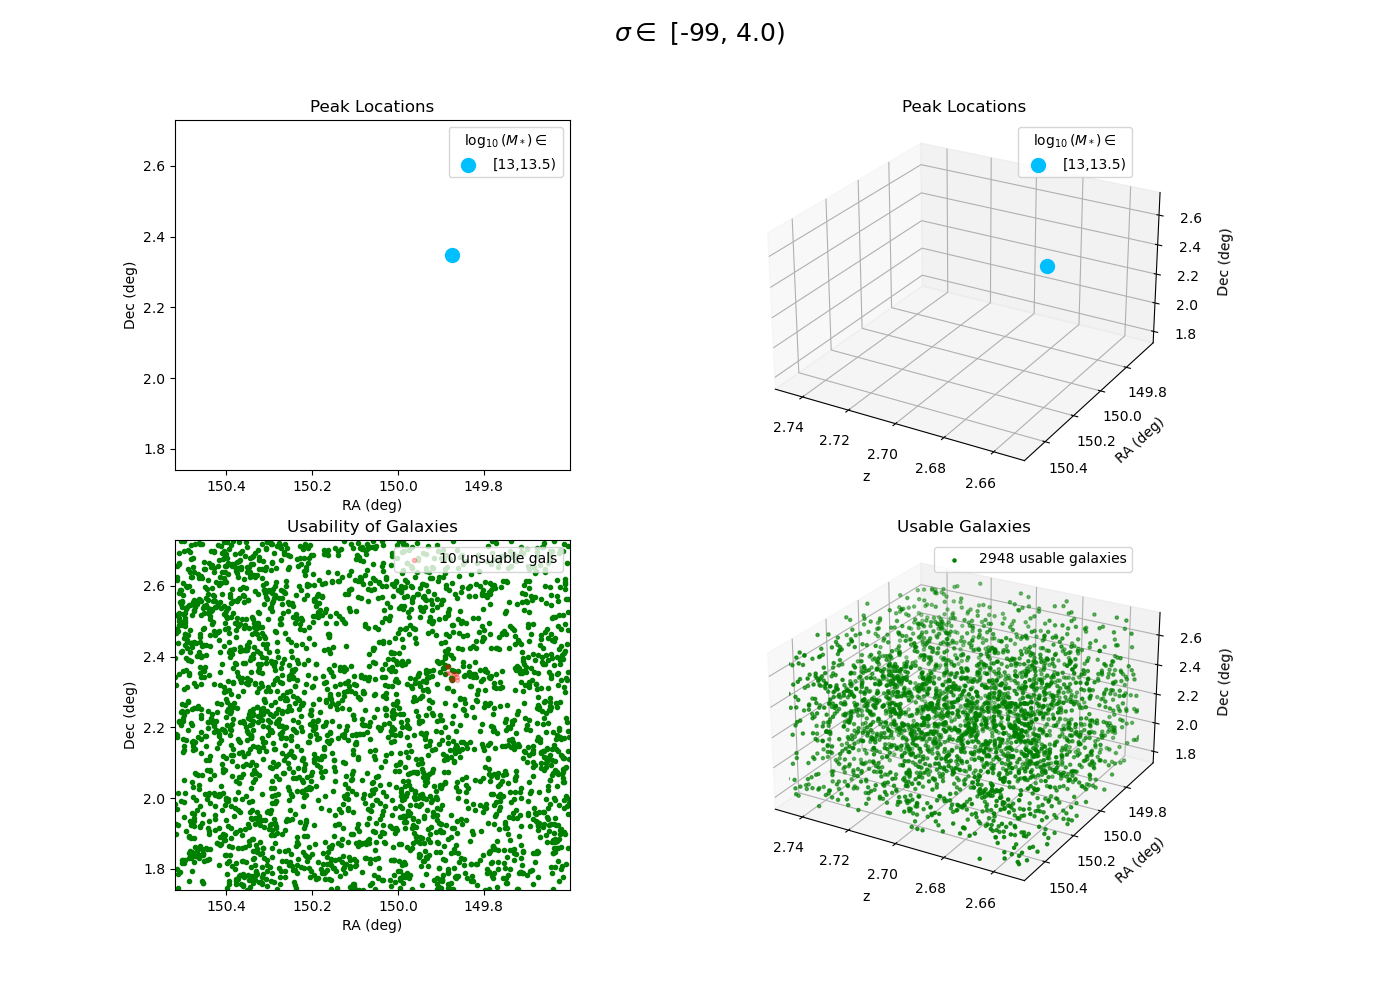 σ ∈ [-99, 4.0)
Peak Locations
log₁₀(M*) ∈
[13,13.5)
2.6
2.4
2.2
2.0
1.8
Dec (deg)
150.4 150.2 150.0 149.8
RA (deg)
Peak Locations
log₁₀(M*) ∈
[13,13.5)
2.6
2.4
2.2
2.0
1.8
Dec (deg)
149.8
150.0
150.2
150.4
RA (deg)
2.74
2.72
2.70
2.68
2.66
z
Usability of Galaxies
10 unsuable gals
2.6
2.4
2.2
2.0
1.8
Dec (deg)
150.4 150.2 150.0 149.8
RA (deg)
Usable Galaxies
2948 usable galaxies
2.6
2.4
2.2
2.0
1.8
Dec (deg)
149.8
150.0
150.2
150.4
RA (deg)
2.74
2.72
2.70
2.68
2.66
z